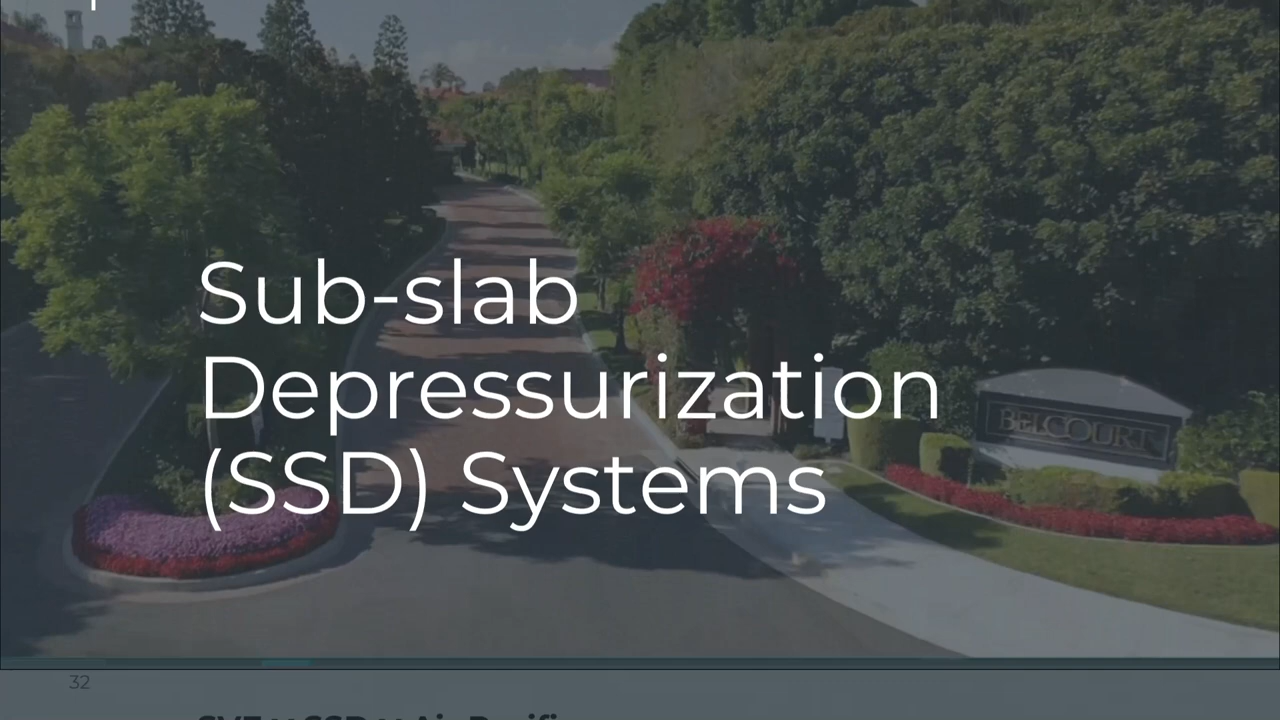 Sub-slab
Depressurization
(SSD) Systems
BELCOURT
32